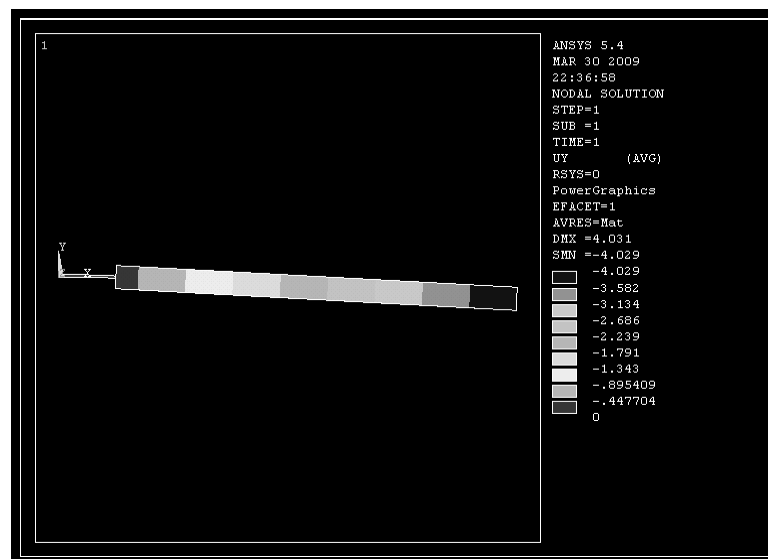 1
ANSYS 5.4
MAR 30 2009
22:36:58
NODAL SOLUTION
STEP=1
SUB =1
TIME=1
UY (AVG)
RSYS=0
PowerGraphics
EFACET=1
AVRES=Mat
DMX =4.031
SMN =-4.029
-4.029
-3.582
-3.134
-2.686
-2.239
-1.791
-1.343
-.895409
-.447704
0
Y
X